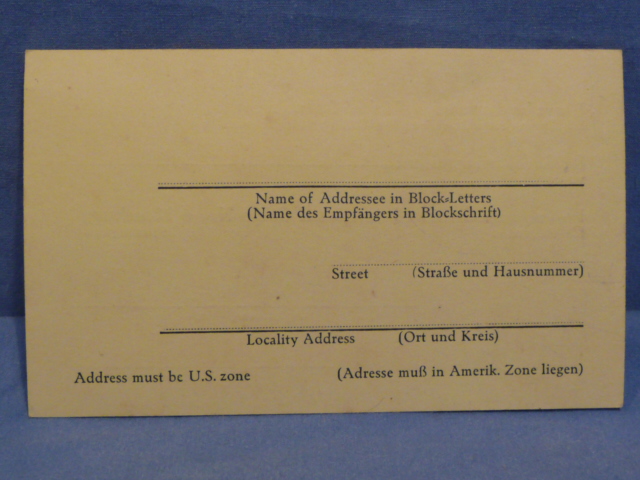 Name of Addressee in Block-Letters
(Name des Empfängers in Blockschrift)
Street (Straße und Hausnummer)
Locality Address (Ort und Kreis)
Address must be U.S. zone (Adresse muß in Amerik. Zone liegen)